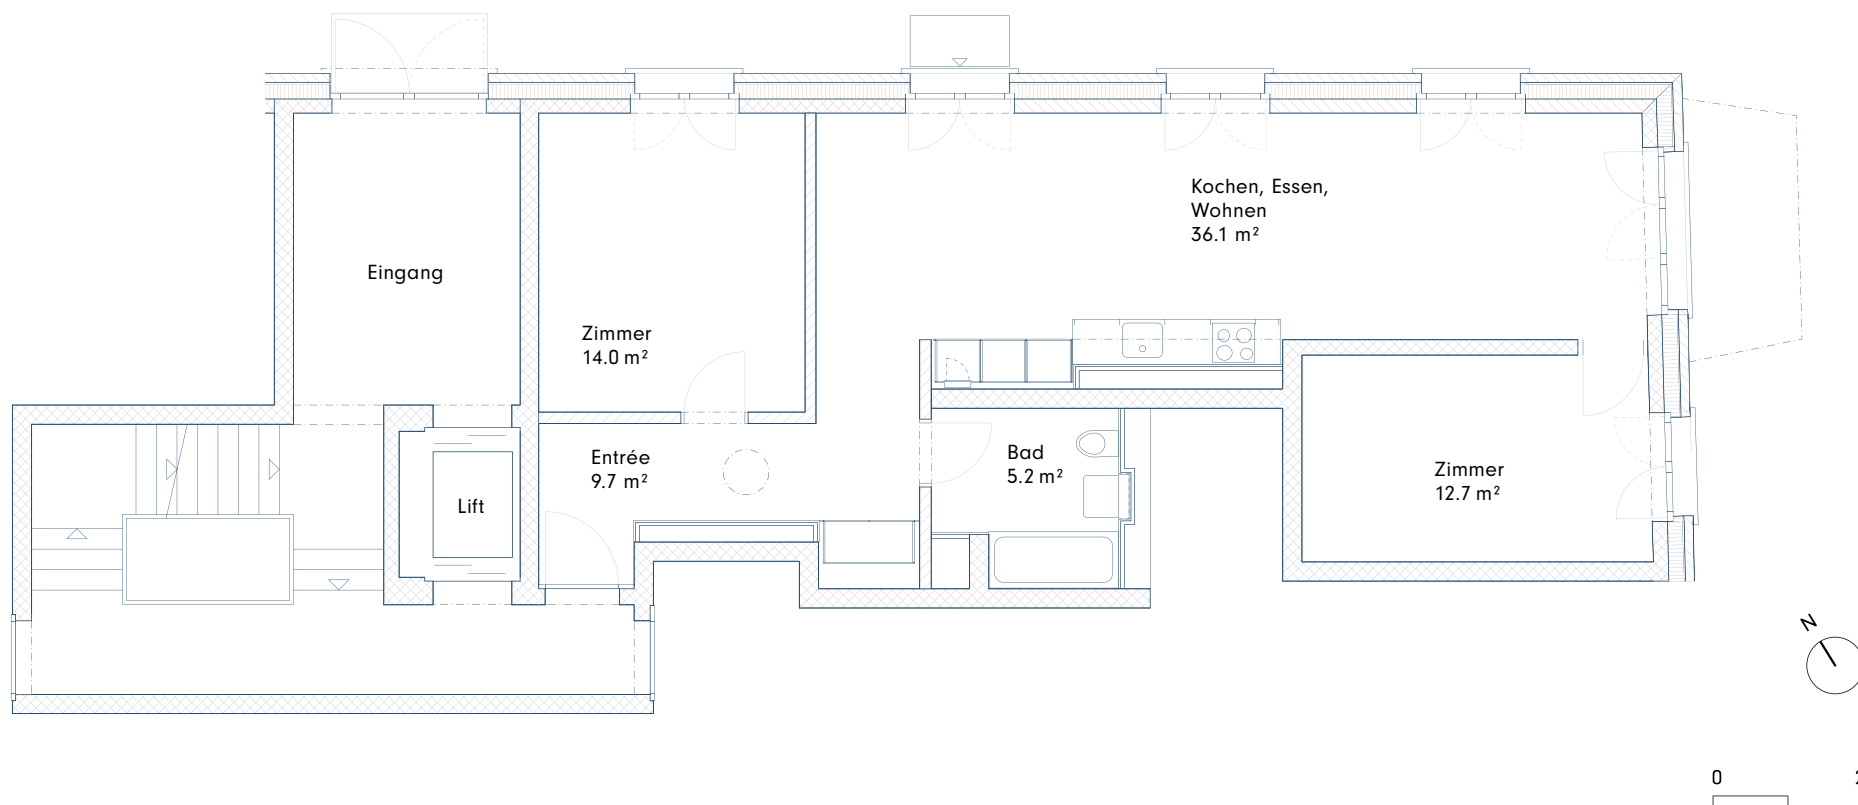 Kochen, Essen,
Wohnen
36.1 m²
Eingang
Zimmer
14.0 m²
Entrée
9.7 m²
Bad
5.2 m²
Zimmer
12.7 m²
Lift
N
0